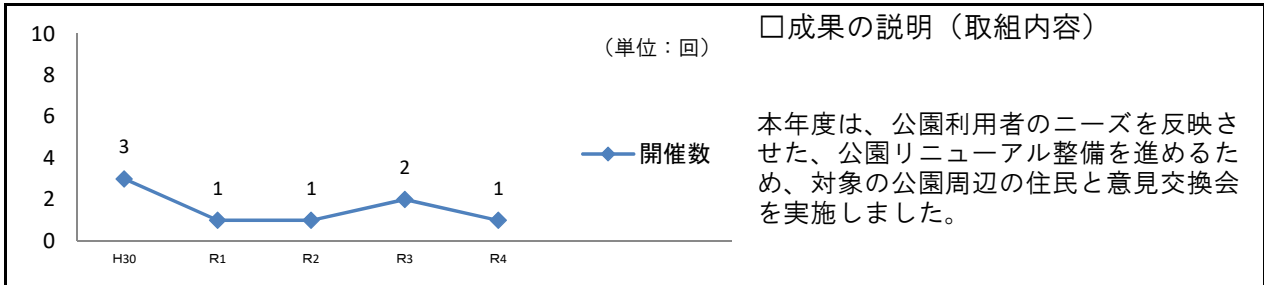 10
8
6
4
2
0
3
1
1
2
1
H30
R1
R2
R3
R4
（単位：回）
開催数
□成果の説明（取組内容）
本年度は、公園利用者のニーズを反映さ
せた、公園リニューアル整備を進めるた
め、対象の公園周辺の住民と意見交換会
を実施しました。